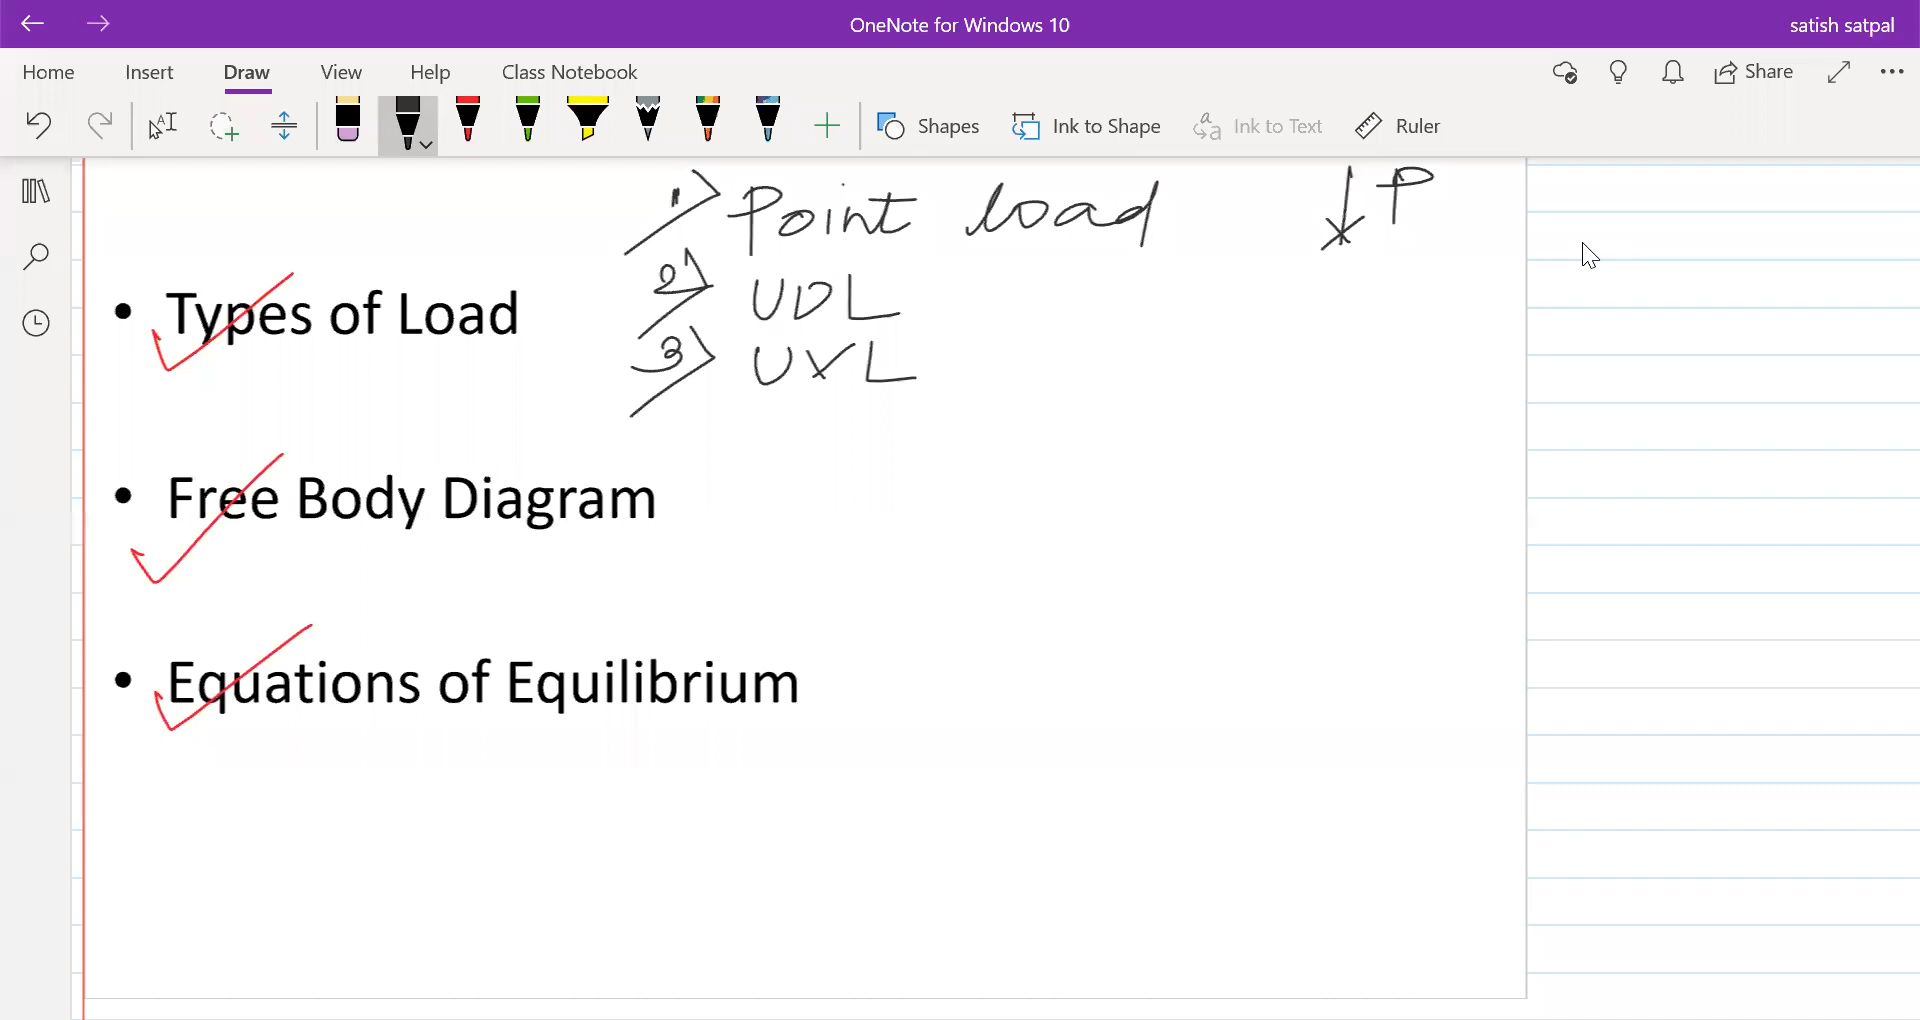 OneNote for Windows 10
satish satpal
Home Insert Draw View Help Class Notebook
Share
Shapes Ink to Shape Ink to Text Ruler
1) Point load ↓ P
2) UDL
• Types of Load
3) UVL
• Free Body Diagram
• Equations of Equilibrium